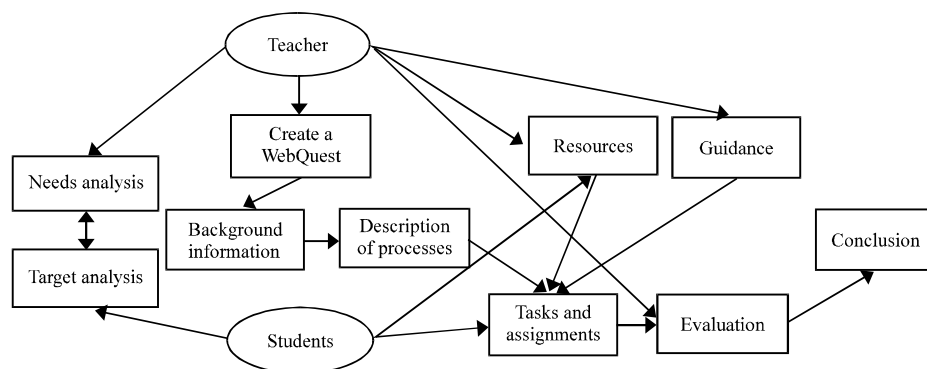 Teacher
Create a
WebQuest
Resources
Guidance
Needs analysis
Background
information
Description
of processes
Conclusion
Target analysis
Tasks and
assignments
Evaluation
Students